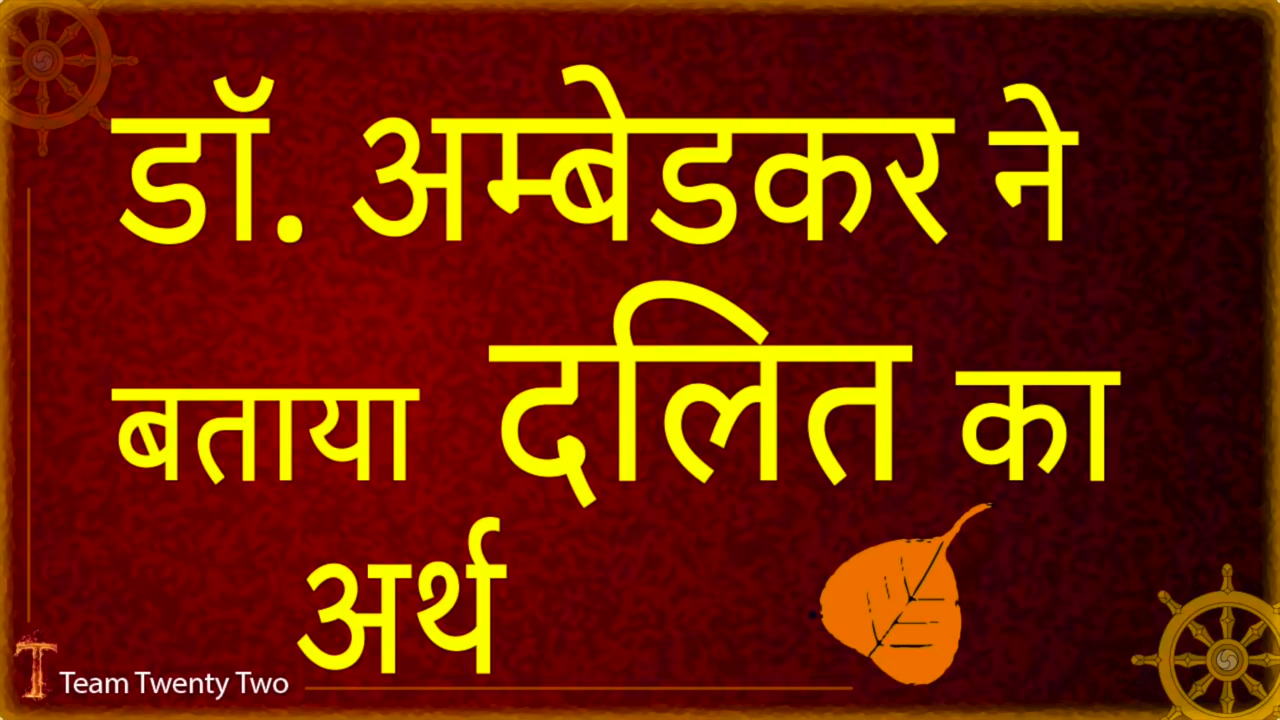 डॉ. अम्बेडकर ने
बताया दलित का
अर्थ
T Team Twenty Two